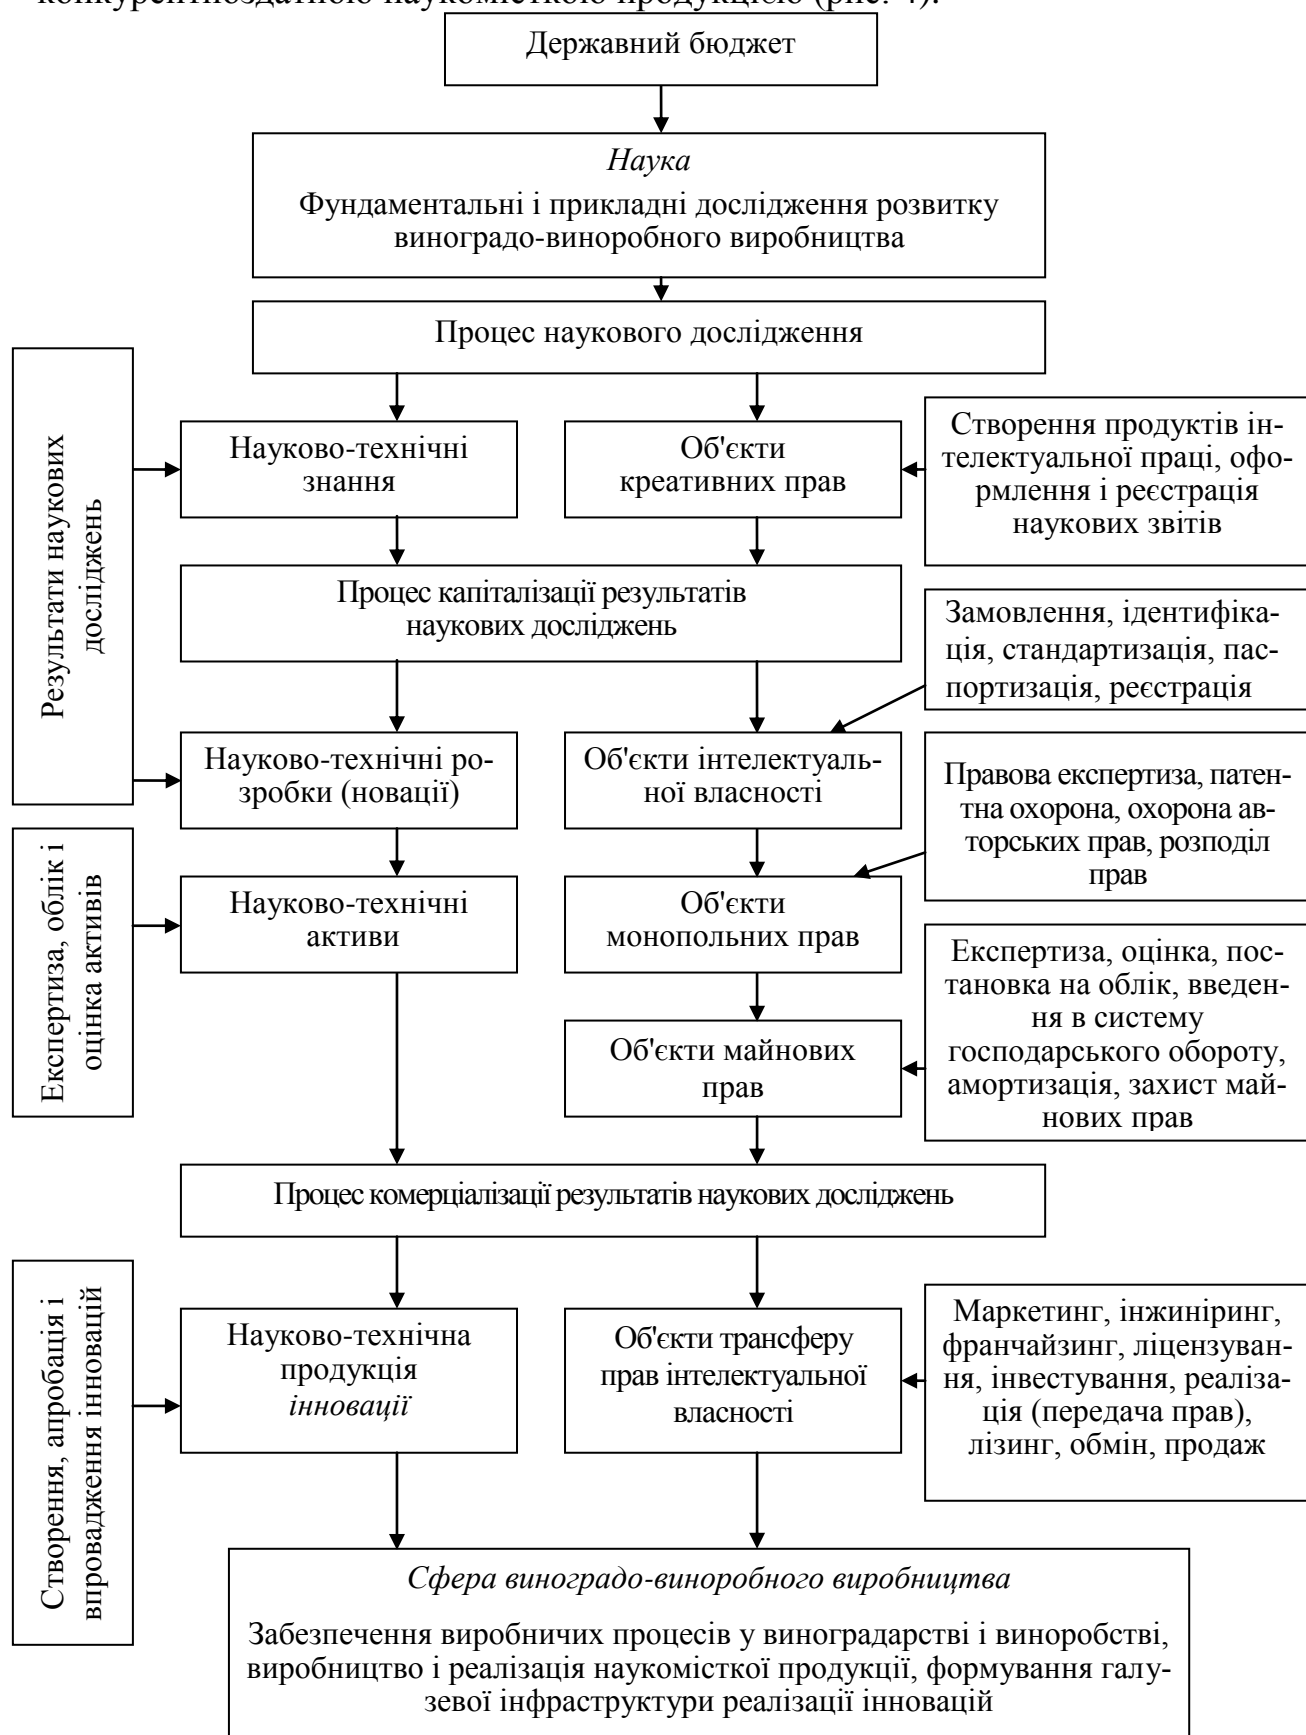 конкурентноздатною наукомісткою продукцією (рис. 4).
Державний бюджет
Наука
Фундаментальні і прикладні дослідження розвитку
виноградо-виноробного виробництва
Процес наукового дослідження
Результати наукових
досліджень
Науково-технічні
знання
Об'єкти
креативних прав
Створення продуктів ін-
телектуальної праці, офо-
рмлення і реєстрація
наукових звітів
Процес капіталізації результатів
наукових досліджень
Замовлення, ідентифіка-
ція, стандартизація, пас-
портизація, реєстрація
Науково-технічні ро-
зробки (новації)
Об'єкти інтелектуаль-
ної власності
Правова експертиза, патен-
тна охорона, охорона ав-
торських прав, розподіл
прав
Експертиза, облік і
оцінка активів
Науково-технічні
активи
Об'єкти
монопольних прав
Експертиза, оцінка, пос-
тановка на облік, введен-
ня в систему
господарського обороту,
амортизація, захист май-
нових прав
Об'єкти майнових
прав
Процес комерціалізації результатів наукових досліджень
Створення, апробація і
впровадження інновацій
Науково-технічна
продукція
інновації
Об'єкти трансферу
прав інтелектуальної
власності
Маркетинг, інжиніринг,
франчайзинг, ліцензуван-
ня, інвестування, реаліза-
ція (передача прав),
лізинг, обмін, продаж
Сфера виноградо-виноробного виробництва
Забезпечення виробничих процесів у виноградарстві і виноробстві,
виробництво і реалізація наукомісткої продукції, формування галу-
зевої інфраструктури реалізації інновацій